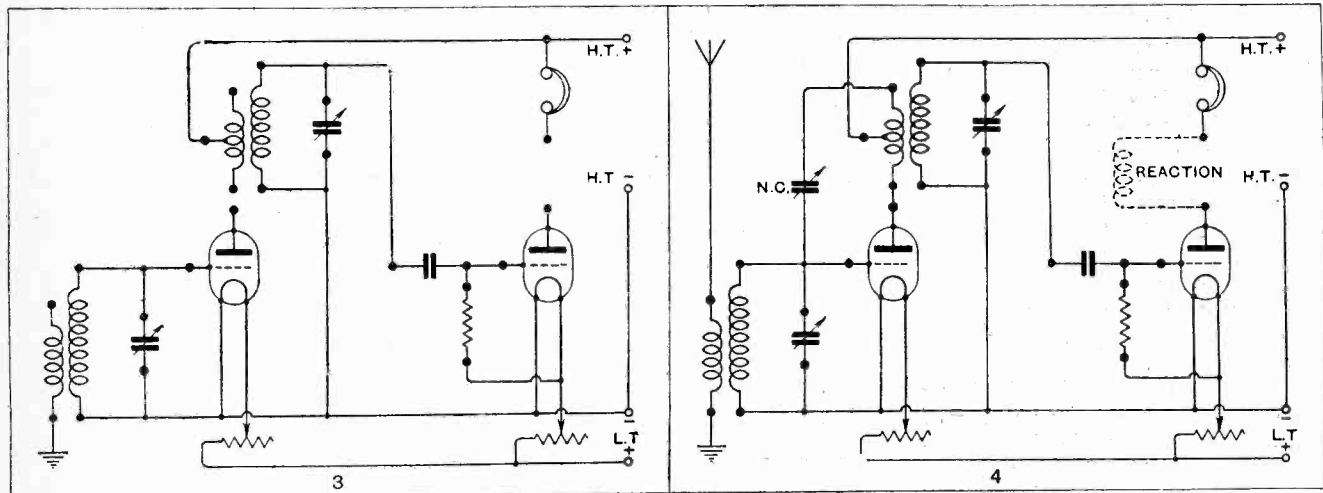 H.T.+
H.T −
−
L.T
+
3
H.T.+
N.C.
REACTION
H.T. −
−
L.T.
+
4